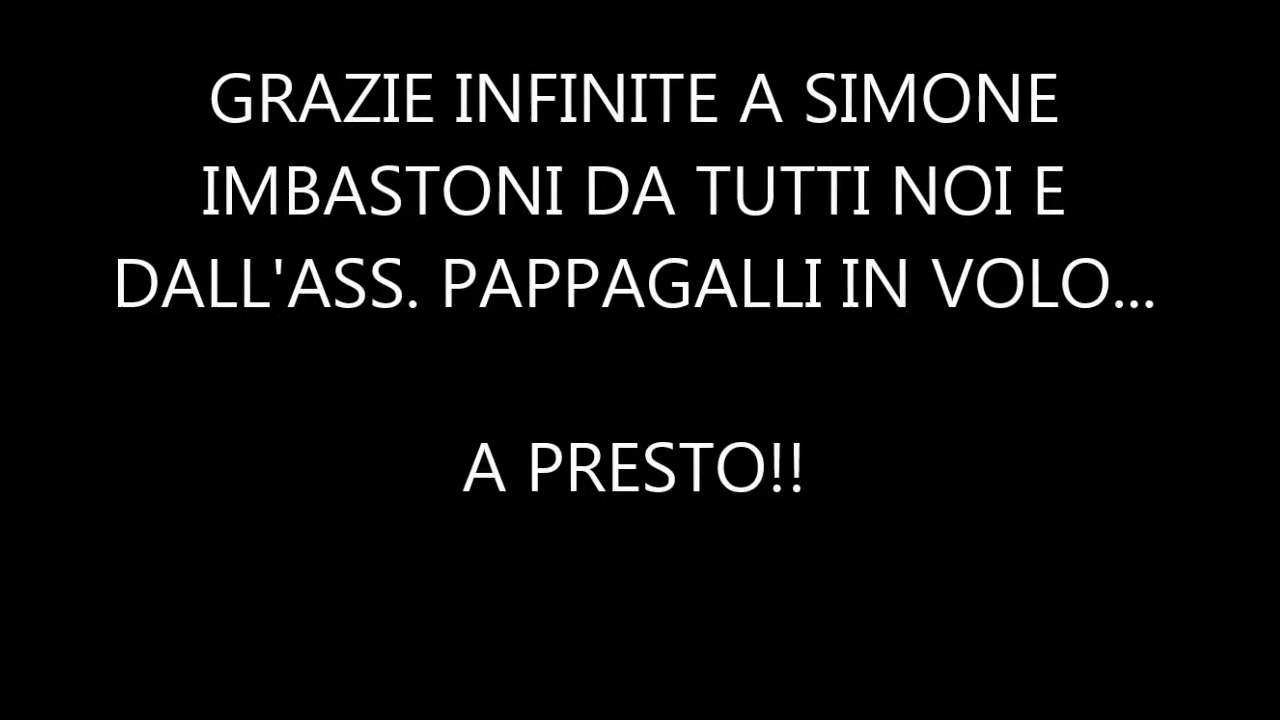 GRAZIE INFINITE A SIMONE
IMBASTONI DA TUTTI NOI E
DALL'ASS. PAPPAGALLI IN VOLO...
A PRESTO!!